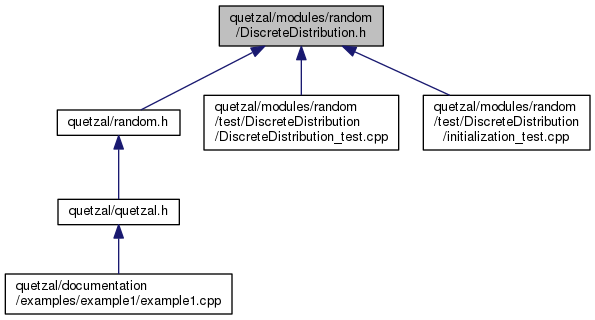 quetzal/modules/random
/DiscreteDistribution.h
quetzal/random.h
quetzal/modules/random
/test/DiscreteDistribution
/DiscreteDistribution_test.cpp
quetzal/modules/random
/test/DiscreteDistribution
/initialization_test.cpp
quetzal/quetzal.h
quetzal/documentation
/examples/example1/example1.cpp